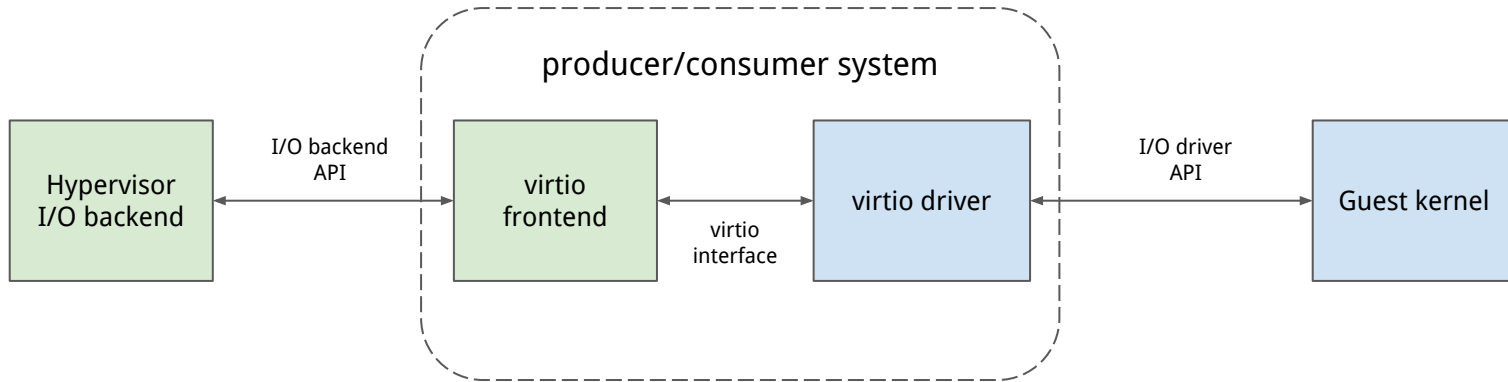 producer/consumer system
Hypervisor
I/O backend
I/O backend
API
virtio
frontend
virtio
interface
virtio driver
I/O driver
API
Guest kernel